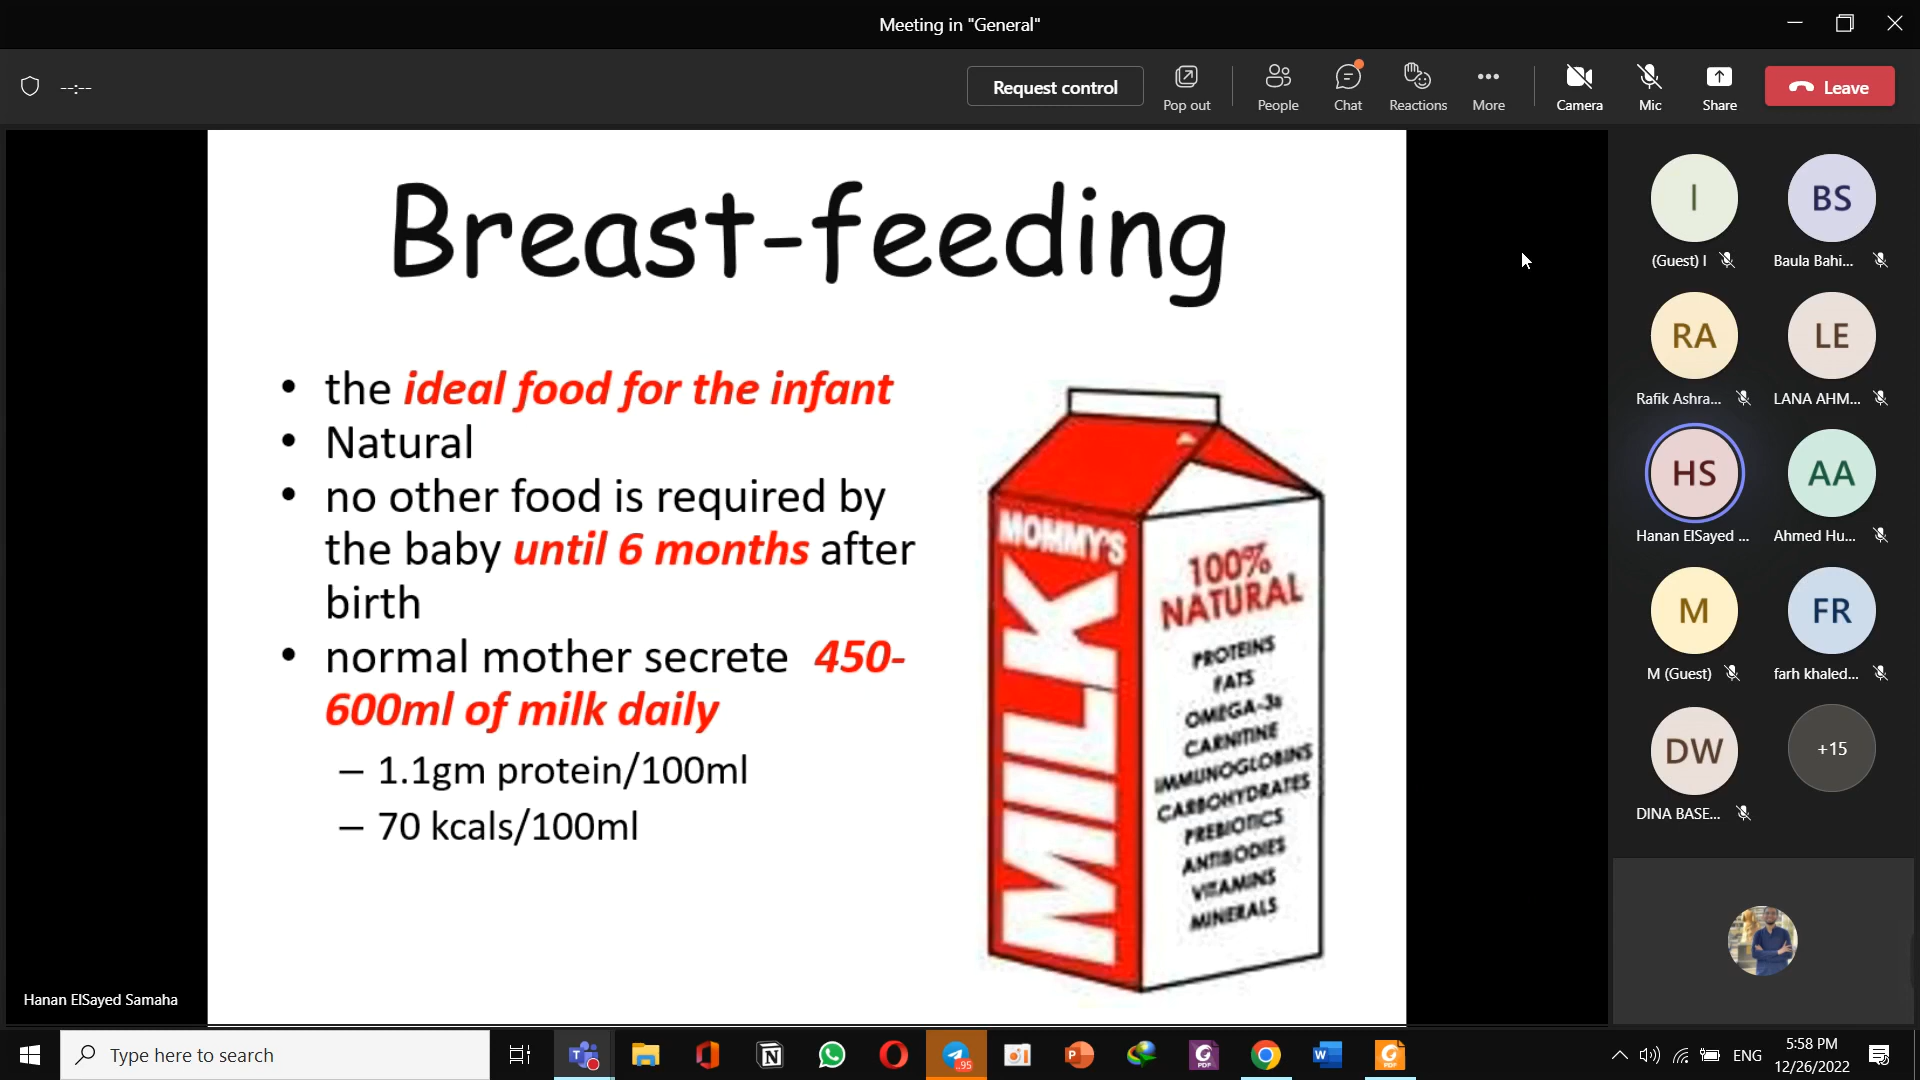 Meeting in "General"
--:--
Request control
Pop out
People
Chat
Reactions
More
Camera
Mic
Share
Leave
Breast-feeding
• the ideal food for the infant
• Natural
• no other food is required by
the baby until 6 months after
birth
• normal mother secrete 450-
600ml of milk daily
– 1.1gm protein/100ml
– 70 kcals/100ml
MOMMY'S
MILK
100%
NATURAL
PROTEINS
FATS
OMEGA-3s
CARNITINE
IMMUNOGLOBINS
CARBOHYDRATES
PREBIOTICS
ANTIBODIES
VITAMINS
MINERALS
Hanan ElSayed Samaha
I
(Guest) I
BS
Baula Bahi...
RA
Rafik Ashra...
LE
LANA AHM...
HS
Hanan ElSayed ...
AA
Ahmed Hu...
M
M (Guest)
FR
farh khaled...
DW
DINA BASE...
+15
Type here to search
..95
ENG
5:58 PM
12/26/2022